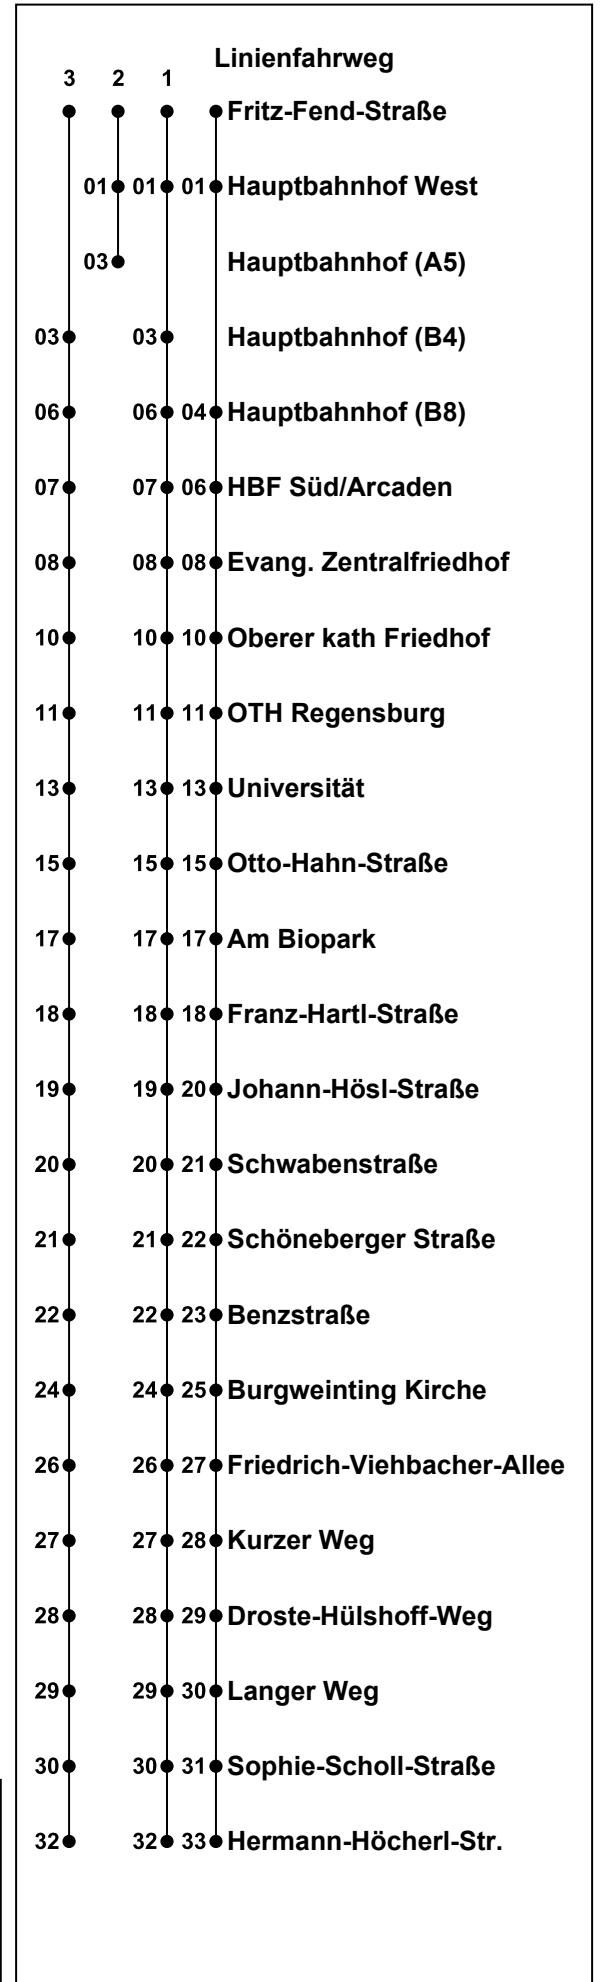 Linienfahrweg
3 2 1
Fritz-Fend-Straße
01 01 01 Hauptbahnhof West
03 Hauptbahnhof (A5)
03 03 Hauptbahnhof (B4)
06 06 04 Hauptbahnhof (B8)
07 07 06 HBF Süd/Arcaden
08 08 08 Evang. Zentralfriedhof
10 10 10 Oberer kath Friedhof
11 11 11 OTH Regensburg
13 13 13 Universität
15 15 15 Otto-Hahn-Straße
17 17 17 Am Biopark
18 18 18 Franz-Hartl-Straße
19 19 20 Johann-Hösl-Straße
20 20 21 Schwabenstraße
21 21 22 Schöneberger Straße
22 22 23 Benzstraße
24 24 25 Burgweinting Kirche
26 26 27 Friedrich-Viehbacher-Allee
27 27 28 Kurzer Weg
28 28 29 Droste-Hülshoff-Weg
29 29 30 Langer Weg
30 30 31 Sophie-Scholl-Straße
32 32 33 Hermann-Höcherl-Str.